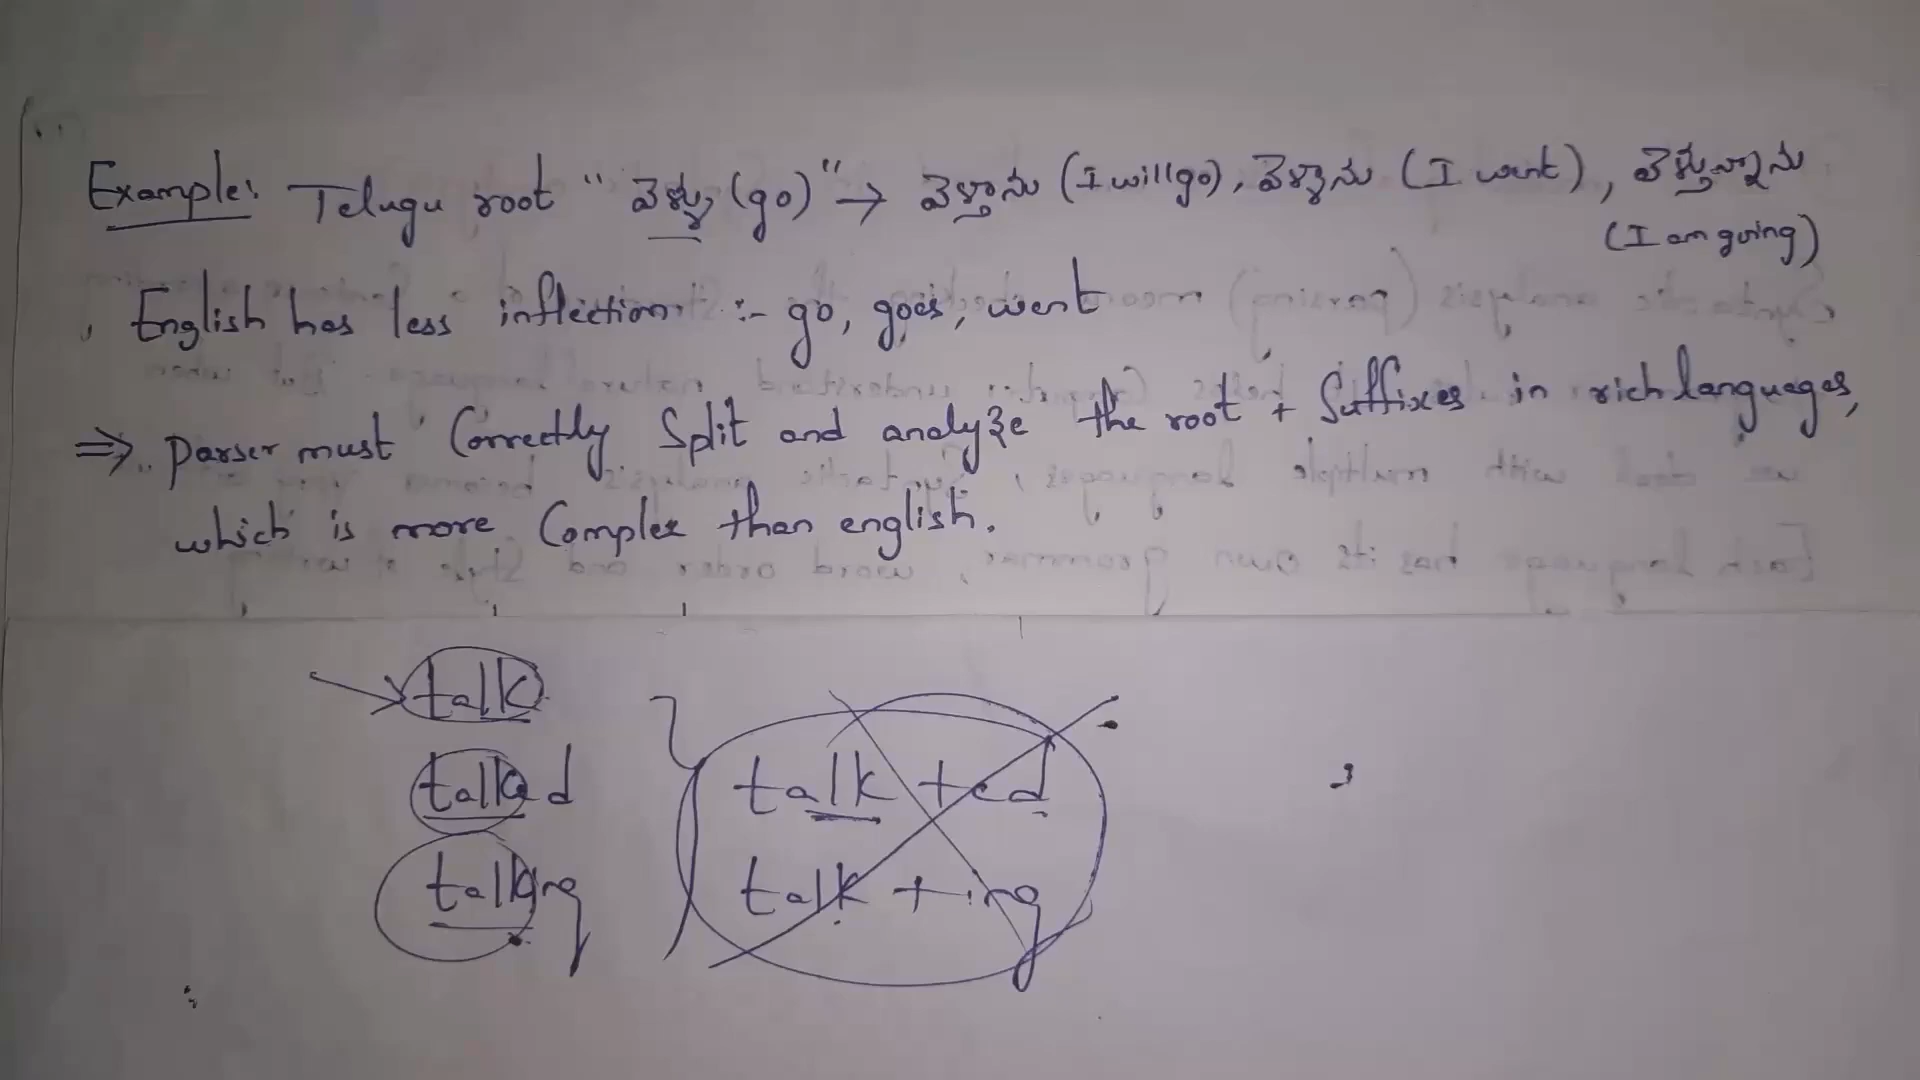 Example: Telugu root "వెళ్ళు (go)" → వెళ్తాను (I will go), వెళ్ళాను (I went), వెళ్తున్నాను
(I am going)
English has less inflection :- go, goes, went
⇒ parser must Correctly Split and analyze the root + Suffixes in rich languages,
which is more Complex than english.
talk
talked talk + ed
talking talk + ing